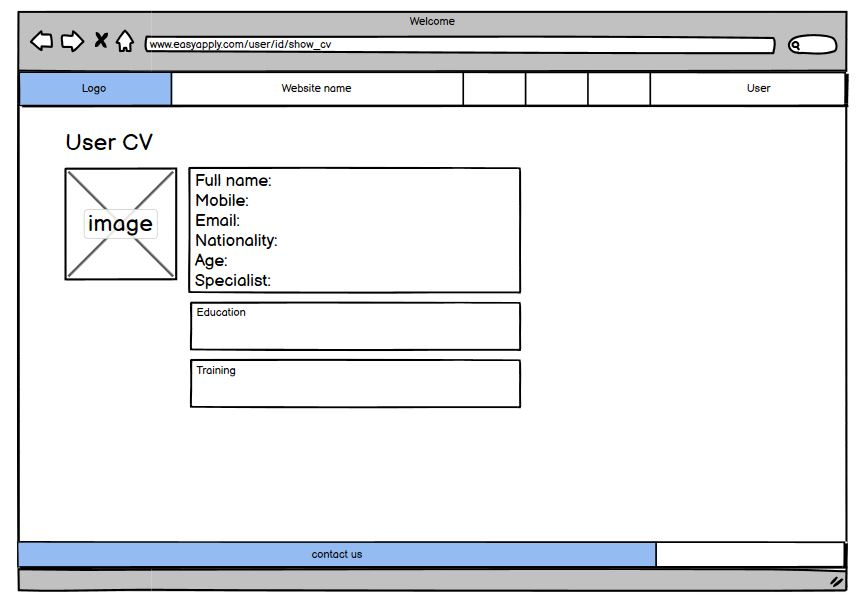 Welcome
www.easyapply.com/user/id/show_cv
Logo
Website name
User
User CV
image
Full name:
Mobile:
Email:
Nationality:
Age:
Specialist:
Education
Training
contact us